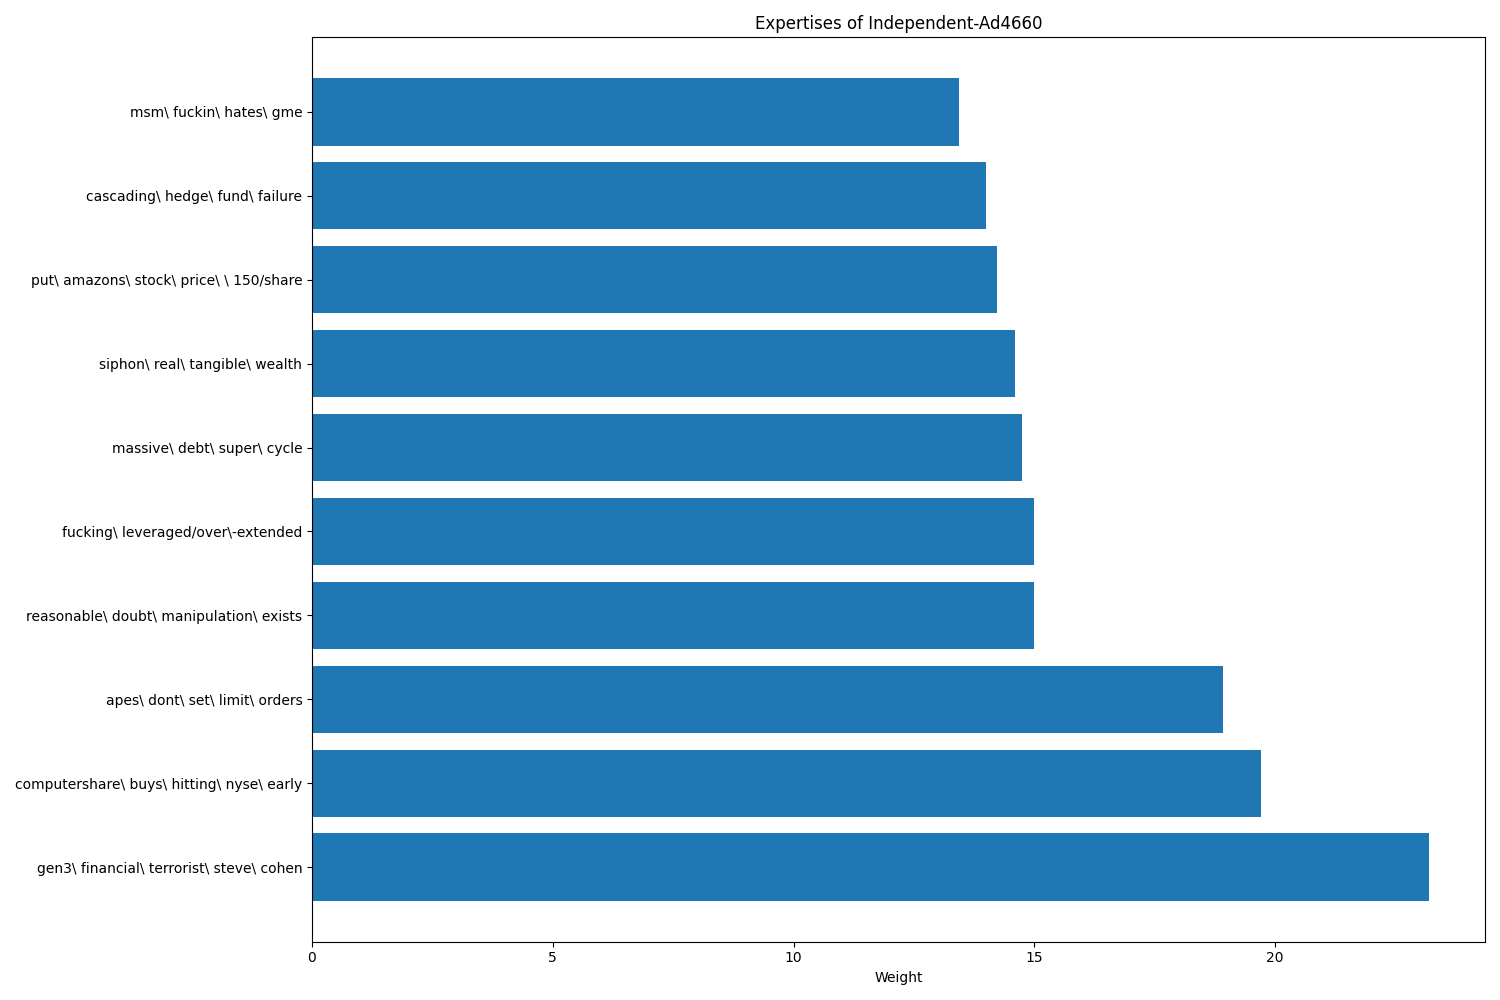 Expertises of Independent-Ad4660
msm\ fuckin\ hates\ gme
cascading\ hedge\ fund\ failure
put\ amazons\ stock\ price\ \ 150/share
siphon\ real\ tangible\ wealth
massive\ debt\ super\ cycle
fucking\ leveraged/over\-extended
reasonable\ doubt\ manipulation\ exists
apes\ dont\ set\ limit\ orders
computershare\ buys\ hitting\ nyse\ early
gen3\ financial\ terrorist\ steve\ cohen
0 5 10 15 20
Weight